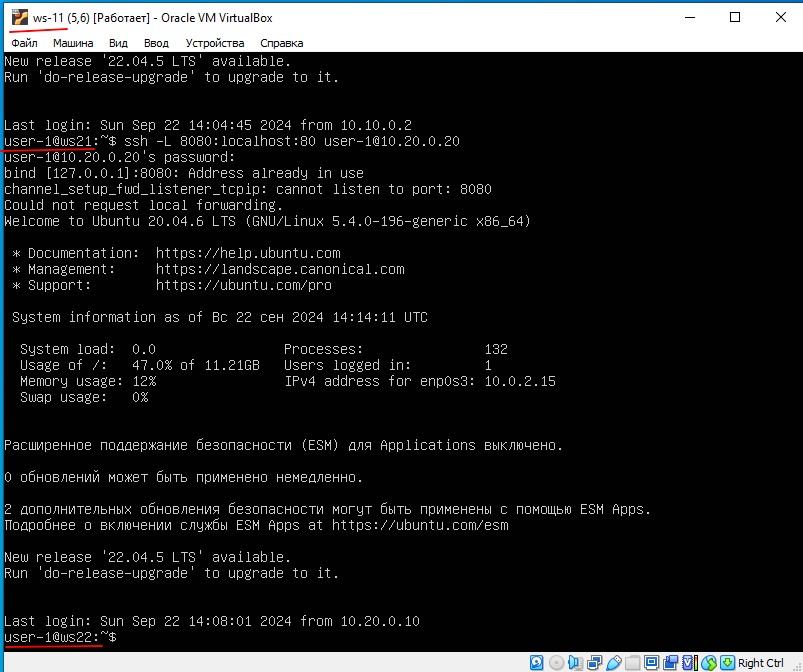 ws-11 (5,6) [Работает] - Oracle VM VirtualBox
Файл Машина Вид Ввод Устройства Справка
New release '22.04.5 LTS' available.
Run 'do-release-upgrade' to upgrade to it.
Last login: Sun Sep 22 14:04:45 2024 from 10.10.0.2
user-1@ws21:~$ ssh -L 8080:localhost:80 user-1@10.20.0.20
user-1@10.20.0.20's password:
bind [127.0.0.1]:8080: Address already in use
channel_setup_fwd_listener_tcpip: cannot listen to port: 8080
Could not request local forwarding.
Welcome to Ubuntu 20.04.6 LTS (GNU/Linux 5.4.0-196-generic x86_64)
* Documentation: https://help.ubuntu.com
* Management: https://landscape.canonical.com
* Support: https://ubuntu.com/pro
System information as of Вс 22 сен 2024 14:14:11 UTC
System load: 0.0 Processes: 132
Usage of /: 47.0% of 11.21GB Users logged in: 1
Memory usage: 12% IPv4 address for enp0s3: 10.0.2.15
Swap usage: 0%
Расширенное поддержание безопасности (ESM) для Applications выключено.
0 обновлений может быть применено немедленно.
2 дополнительных обновления безопасности могут быть применены с помощью ESM Apps.
Подробнее о включении службы ESM Apps at https://ubuntu.com/esm
New release '22.04.5 LTS' available.
Run 'do-release-upgrade' to upgrade to it.
Last login: Sun Sep 22 14:08:01 2024 from 10.20.0.10
user-1@ws22:~$
Right Ctrl